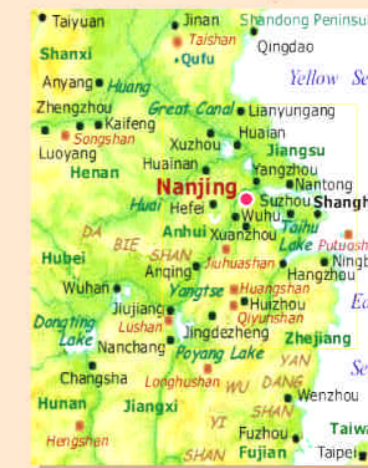 Taiyuan
Jinan
Shandong Peninsul
Taishan
Qingdao
Shanxi
Qufu
Yellow Se
Anyang
Huang
Zhengzhou
Great Canal
Lianyungang
Kaifeng
Songshan
Huaian
Xuzhou
Jiangsu
Luoyang
Huainan
Yangzhou
Henan
Nanjing
Nantong
Suzhou
Shangh
Huai
Hefei
Wuhu
Taihu
Lake
DA
BIE
SHAN
Anhui
Xuanzhou
Putuosh
Hubei
Jiuhuashan
Ningb
Anqing
Hangzhou
Wuhan
Yangtse
Huangshan
Huizhou
Ea
Jiujiang
Qiyunshan
Dongting
Lake
Lushan
Jingdezheng
Zhejiang
Nanchang
Poyang Lake
YAN
DANG
SHAN
Se
Changsha
Longhushan
WU
YI
SHAN
Wenzhou
Hunan
Jiangxi
Taiwa
Fuzhou
Hengshan
Fujian
Taipei